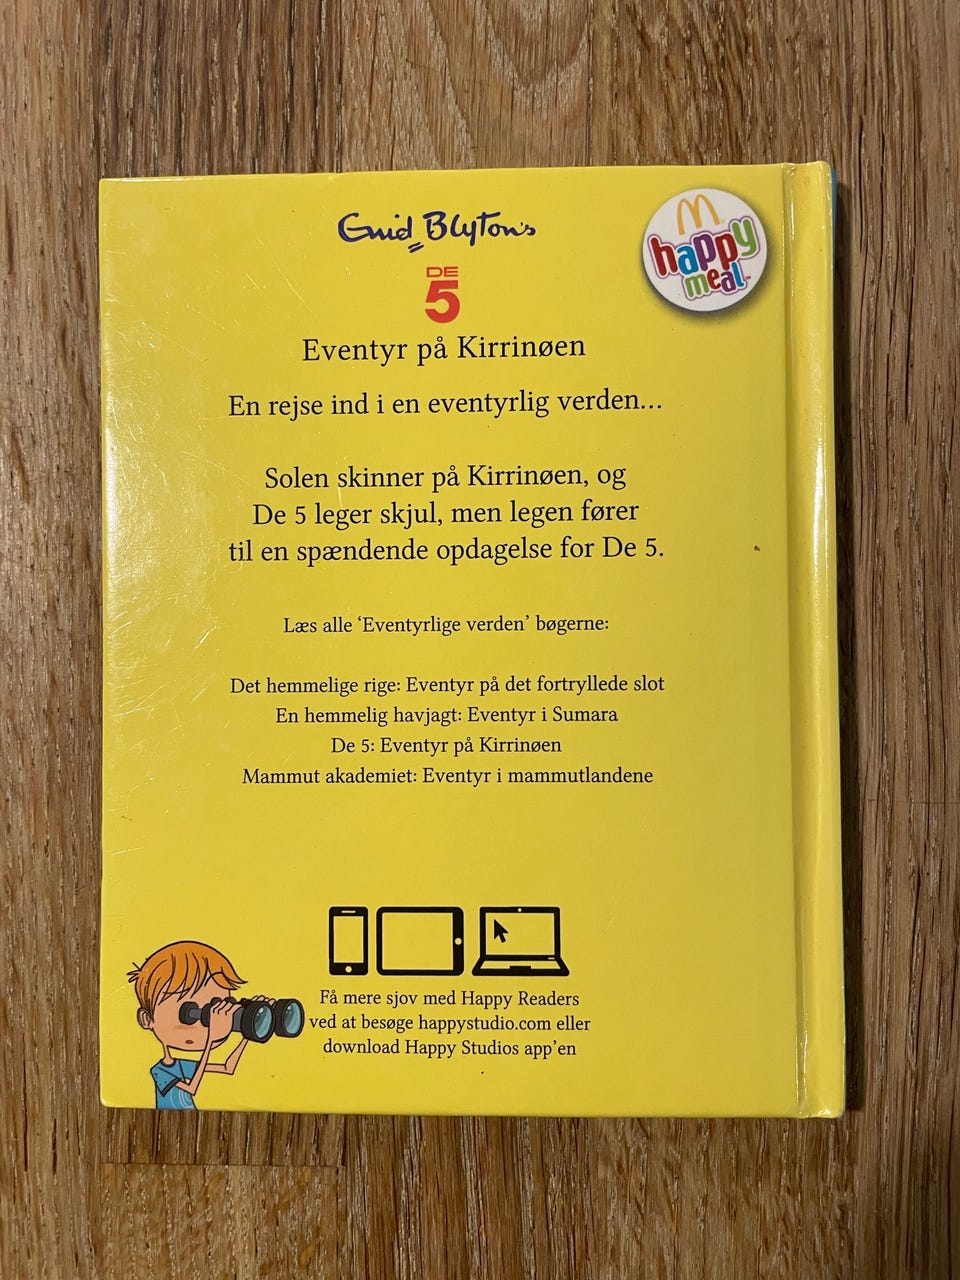 Enid Blyton's
DE
5
M
happy
meal™
Eventyr på Kirrinøen
En rejse ind i en eventyrlig verden...
Solen skinner på Kirrinøen, og
De 5 leger skjul, men legen fører
til en spændende opdagelse for De 5.
Læs alle ‘Eventyrlige verden’ bøgerne:
Det hemmelige rige: Eventyr på det fortryllede slot
En hemmelig havjagt: Eventyr i Sumara
De 5: Eventyr på Kirrinøen
Mammut akademiet: Eventyr i mammutlandene
Få mere sjov med Happy Readers
ved at besøge happystudio.com eller
download Happy Studios app’en